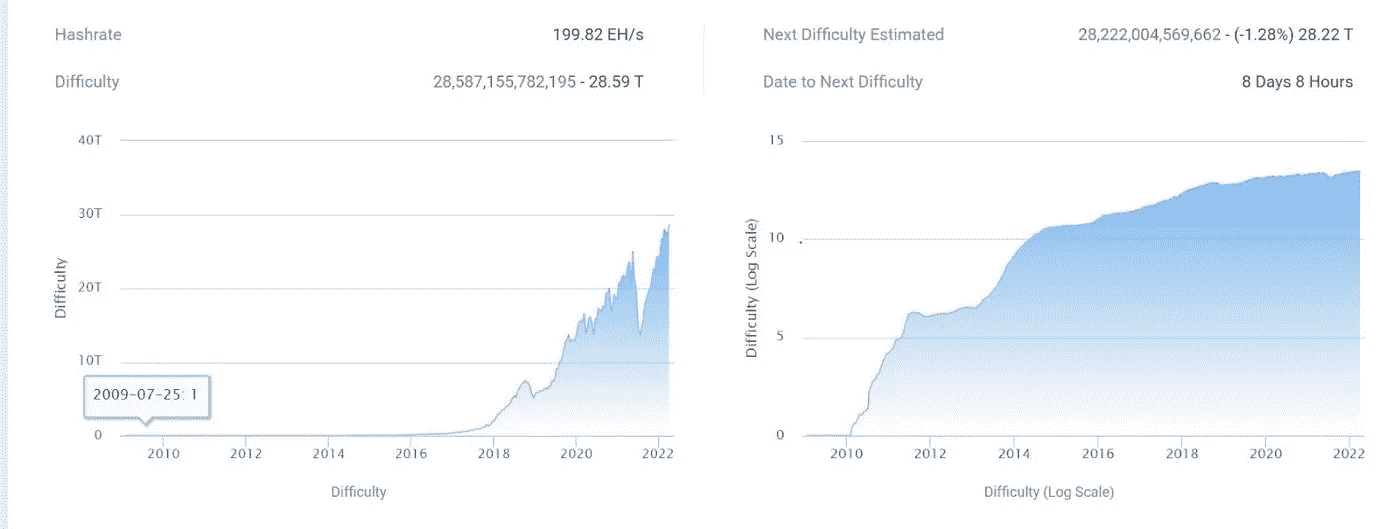 Hashrate 199.82 EH/s
Difficulty 28,587,155,782,195 - 28.59 T
Next Difficulty Estimated 28,222,004,569,662 - (-1.28%) 28.22 T
Date to Next Difficulty 8 Days 8 Hours
Difficulty
40T
30T
20T
10T
0
2009-07-25: 1
2010 2012 2014 2016 2018 2020 2022
Difficulty
Difficulty (Log Scale)
15
10
5
0
2010 2012 2014 2016 2018 2020 2022
Difficulty (Log Scale)